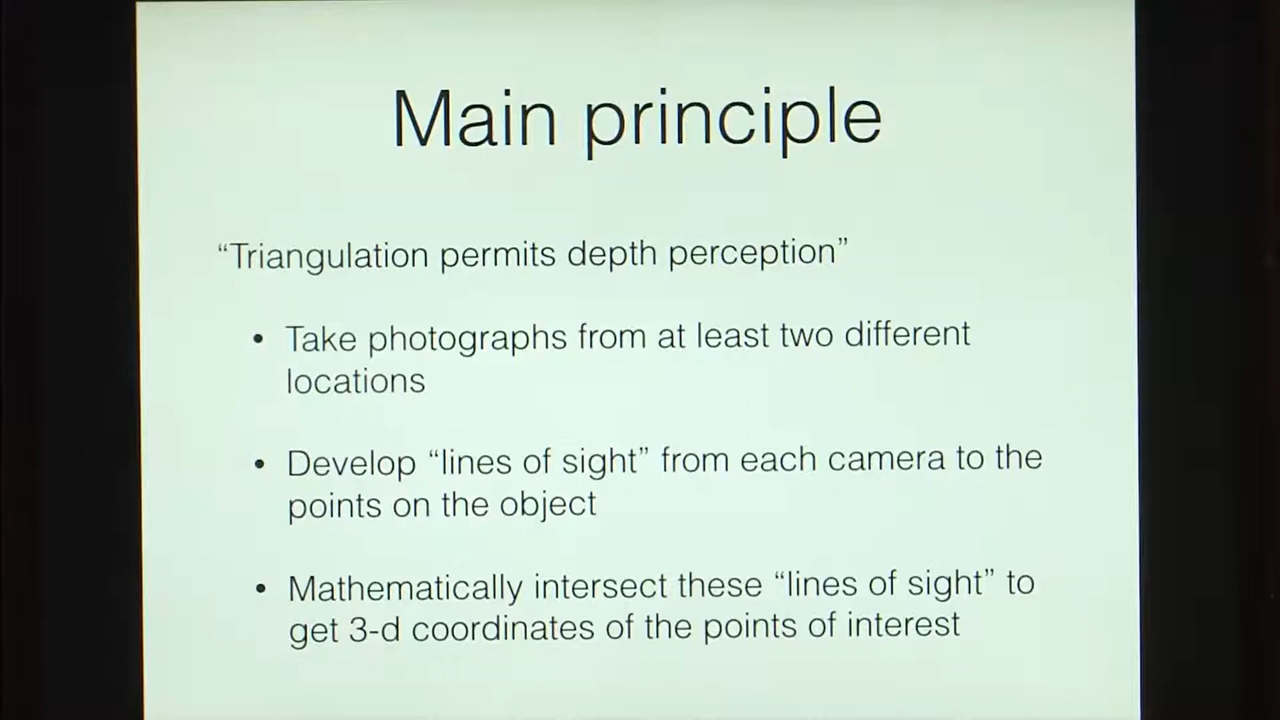 Main principle
“Triangulation permits depth perception”
• Take photographs from at least two different
locations
• Develop “lines of sight” from each camera to the
points on the object
• Mathematically intersect these “lines of sight” to
get 3-d coordinates of the points of interest